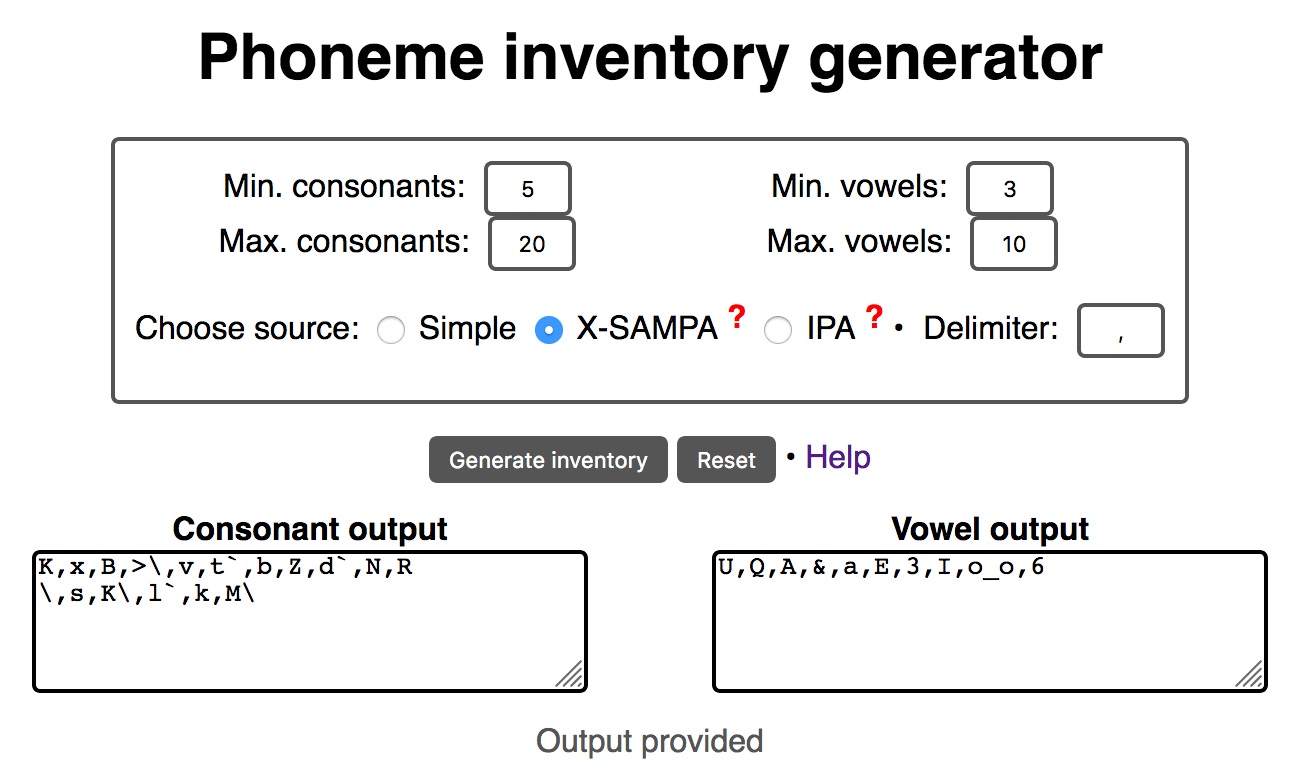 Phoneme inventory generator
Min. consonants: 5
Min. vowels: 3
Max. consonants: 20
Max. vowels: 10
Choose source: Simple X-SAMPA ? IPA ? • Delimiter: ,
Generate inventory Reset • Help
Consonant output
K,x,B,>\,v,t`,b,Z,d`,N,R
\,s,K\,l`,k,M\
Vowel output
U,Q,A,&,a,E,3,I,o_o,6
Output provided